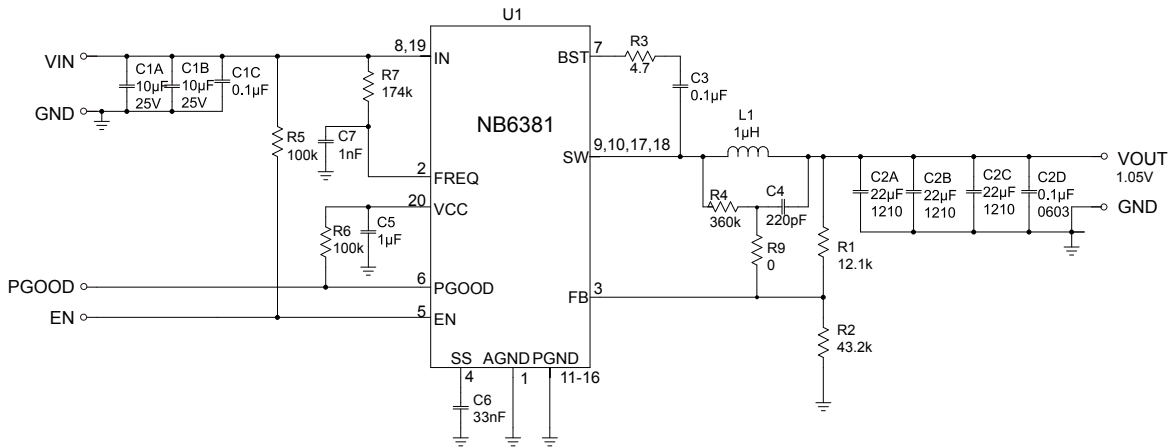 U1
NB6381
VIN
GND
C1A
10µF
25V
C1B
10µF
25V
C1C
0.1µF
R5
100k
R7
174k
C7
1nF
8,19
IN
2
FREQ
20
VCC
R6
100k
C5
1µF
PGOOD
6
PGOOD
EN
5
EN
SS
4
AGND
1
PGND
11-16
C6
33nF
BST
7
R3
4.7
C3
0.1µF
SW
9,10,17,18
L1
1µH
R4
360k
C4
220pF
R9
0
FB
3
R1
12.1k
R2
43.2k
C2A
22µF
1210
C2B
22µF
1210
C2C
22µF
1210
C2D
0.1µF
0603
VOUT
1.05V
GND